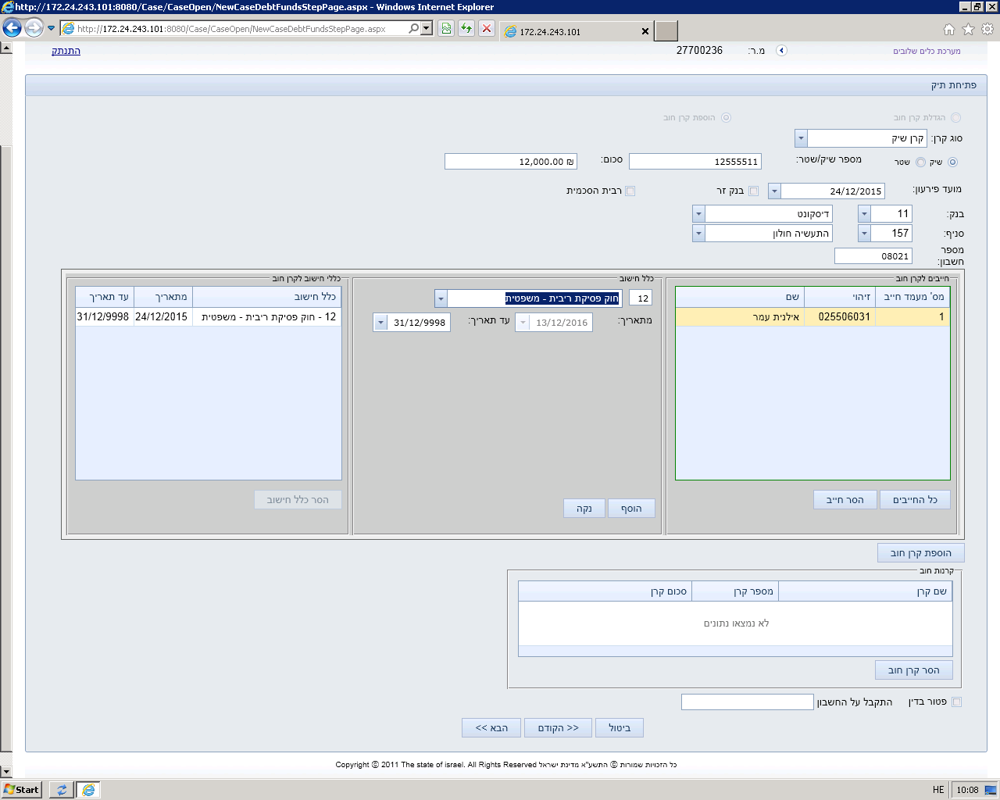 http://172.24.243.101:8080/Case/CaseOpen/NewCaseDebtFundsStepPage.aspx - Windows Internet Explorer
http://172.24.243.101:8080/Case/CaseOpen/NewCaseDebtFundsStepPage.aspx
172.24.243.101
מערכת כלים שלובים
מ.ר: 27700236
התנתק
פתיחת תיק
הגדלת קרן חוב
הוספת קרן חוב
סוג קרן: קרן שיק
שיק שטר
מספר שיק/שטר: 12555511
סכום: ₪ 12,000.00
מועד פירעון: 24/12/2015
בנק זר
רבית הסכמית
בנק: 11 דיסקונט
סניף: 157 התעשיה חולון
מספר חשבון: 08021
חייבים לקרן חוב
מס' מעמד חייב זיהוי שם
1 025506031 אילנית עמר
כל החייבים הסר חייב
כלל חישוב
12 חוק פסיקת ריבית - משפטית
מתאריך: 13/12/2016 עד תאריך: 31/12/9998
הוסף נקה
כללי חישוב לקרן חוב
כלל חישוב מתאריך עד תאריך
12 - חוק פסיקת ריבית - משפטית 24/12/2015 31/12/9998
הסר כלל חישוב
הוספת קרן חוב
קרנות חוב
שם קרן מספר קרן סכום קרן
לא נמצאו נתונים
הסר קרן חוב
פטור בדין התקבל על החשבון
ביטול << הקודם הבא >>
כל הזכויות שמורות © התשע"א מדינת ישראל Copyright © 2011 The state of israel. All Rights Reserved
Start HE 10:08